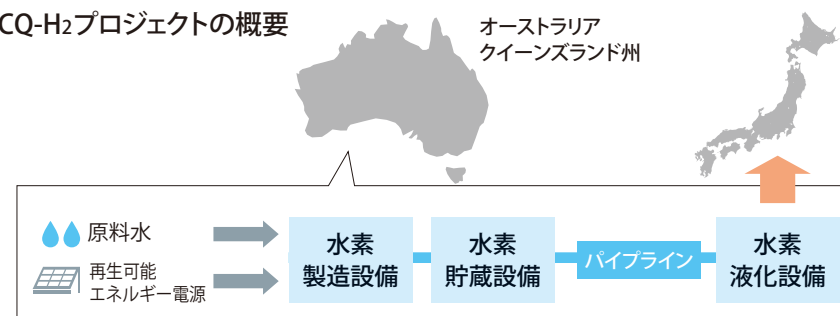 CQ-H2プロジェクトの概要
オーストラリア
クイーンズランド州
原料水
再生可能
エネルギー電源
水素
製造設備
水素
貯蔵設備
パイプライン
水素
液化設備